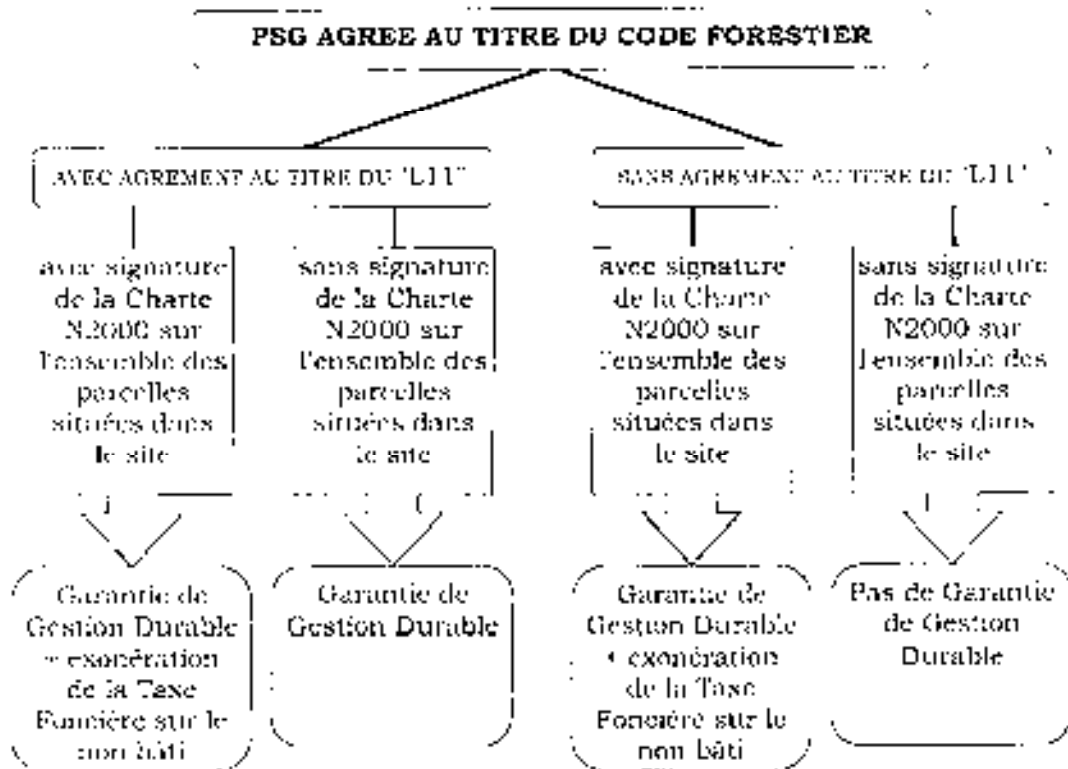 PSG AGREE AU TITRE DU CODE FORESTIER
AVEC AGREMENT AU TITRE DU "L11"
SANS AGREMENT AU TITRE DU "L11"
avec signature
de la Charte
N2000 sur
l'ensemble des
parcelles
situées dans
le site
sans signature
de la Charte
N2000 sur
l'ensemble des
parcelles
situées dans
le site
avec signature
de la Charte
N2000 sur
l'ensemble des
parcelles
situées dans
le site
sans signature
de la Charte
N2000 sur
l'ensemble des
parcelles
situées dans
le site
Garantie de
Gestion Durable
+ exonération
de la Taxe
Foncière sur le
non bâti
Garantie de
Gestion Durable
Garantie de
Gestion Durable
+ exonération
de la Taxe
Foncière sur le
non bâti
Pas de Garantie
de Gestion
Durable